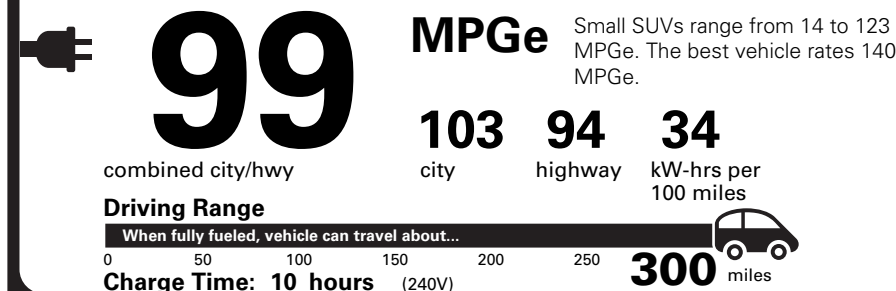 99
MPGe
Small SUVs range from 14 to 123
MPGe. The best vehicle rates 140
MPGe.
combined city/hwy
103 94 34
city highway kW-hrs per
100 miles
Driving Range
When fully fueled, vehicle can travel about...
0 50 100 150 200 250 300 miles
Charge Time: 10 hours (240V)